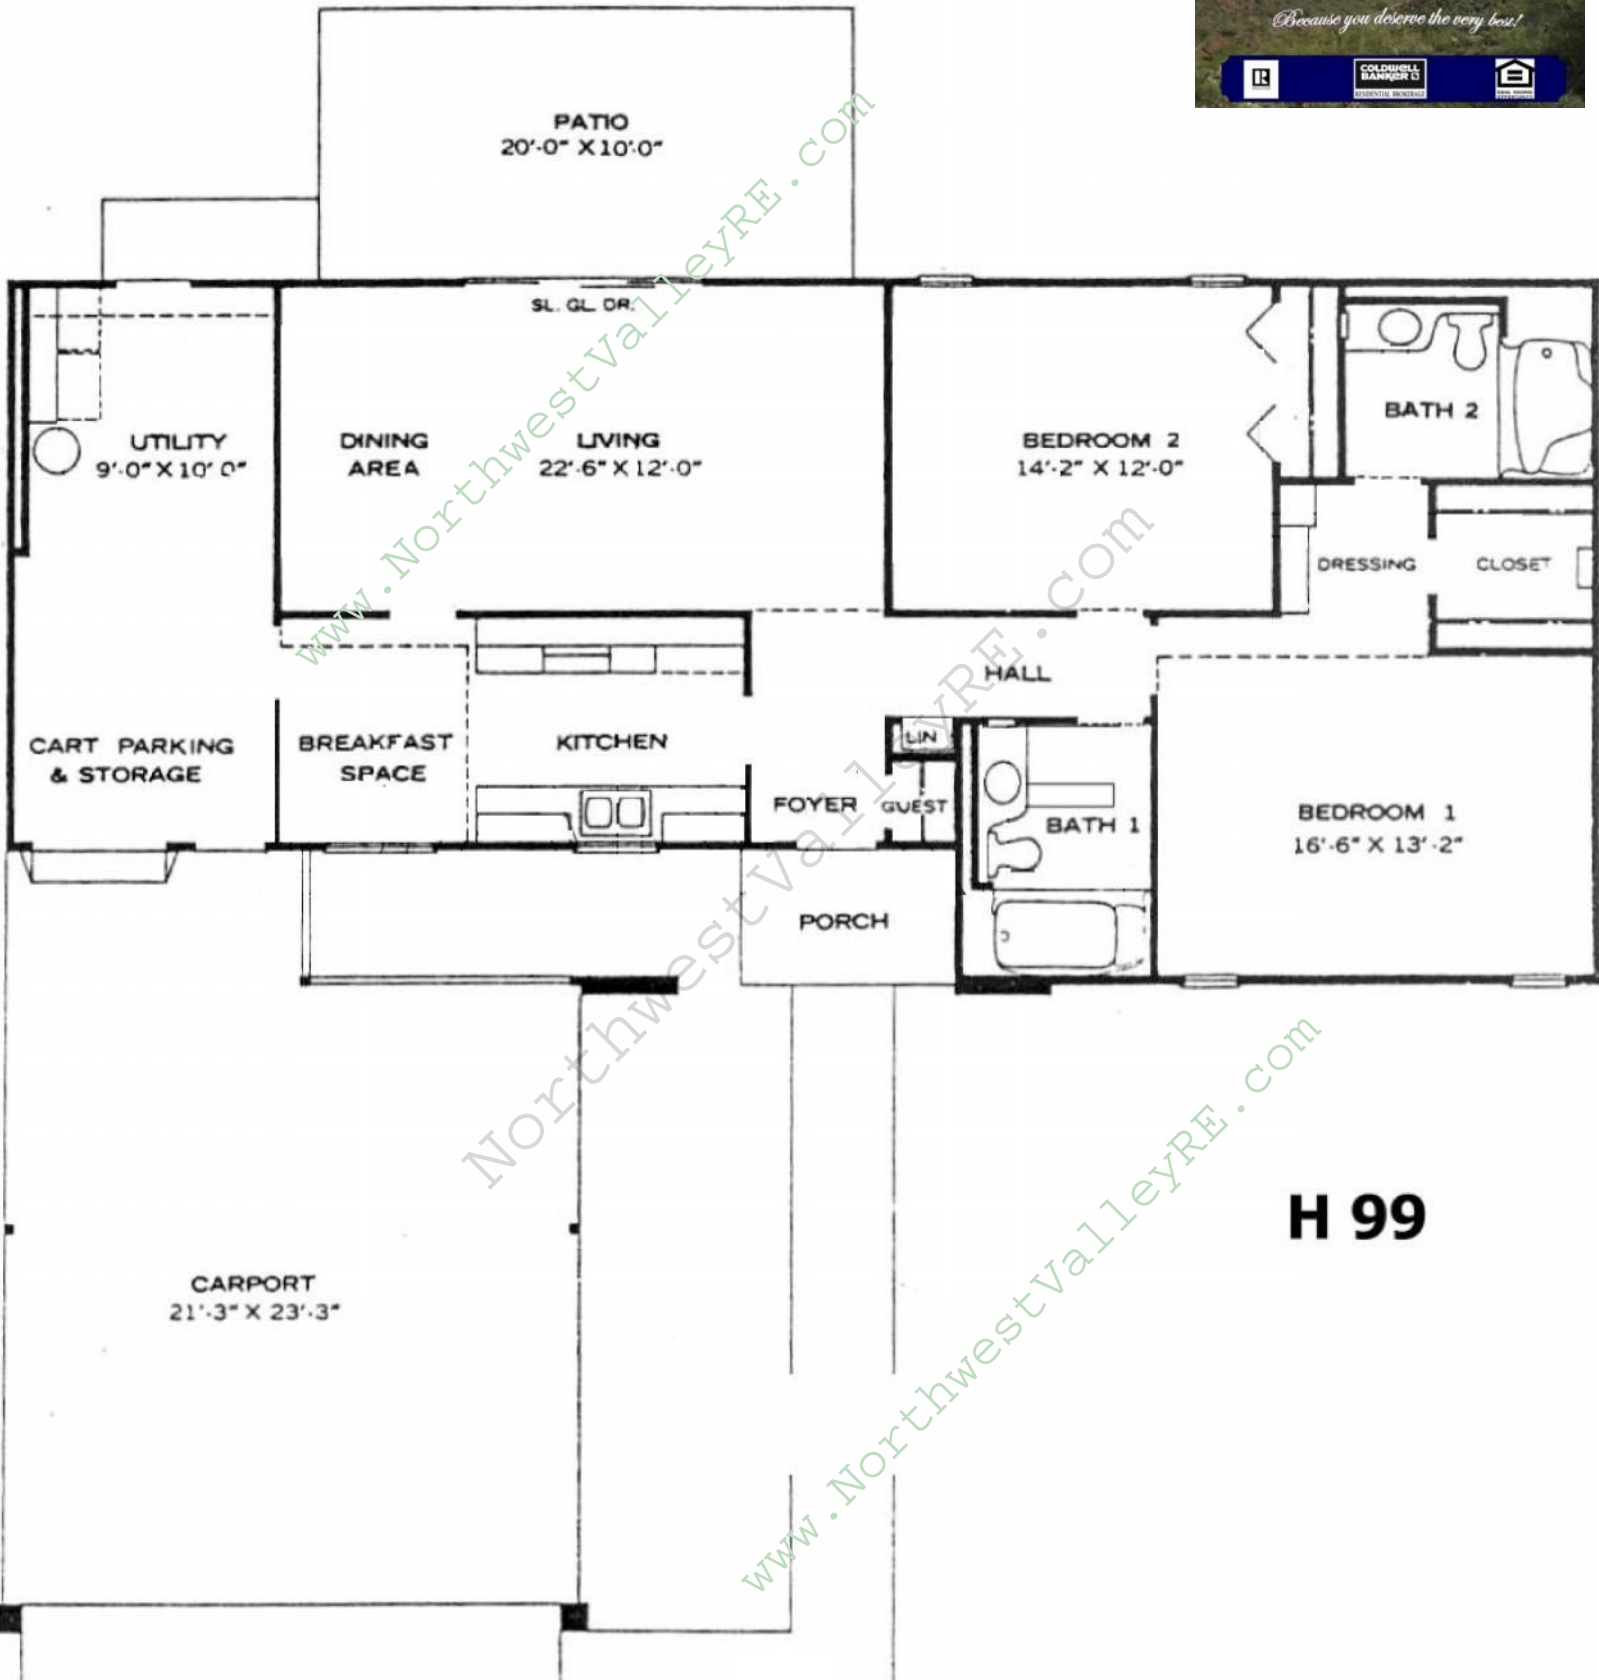 Because you deserve the very best!
COLDWELL
BANKER
RESIDENTIAL BROKERAGE
PATIO
20'-0" X 10'-0"
SL. GL. DR.
UTILITY
9'-0" X 10' 0"
DINING
AREA
LIVING
22'-6" X 12'-0"
BEDROOM 2
14'-2" X 12'-0"
BATH 2
DRESSING
CLOSET
HALL
CART PARKING
& STORAGE
BREAKFAST
SPACE
KITCHEN
LIN
FOYER
GUEST
BATH 1
BEDROOM 1
16'-6" X 13'-2"
PORCH
H 99
CARPORT
21'-3" X 23'-3"
www.NorthwestValleyRE.com
NorthwestValleyRE.com
www.NorthwestValleyRE.com